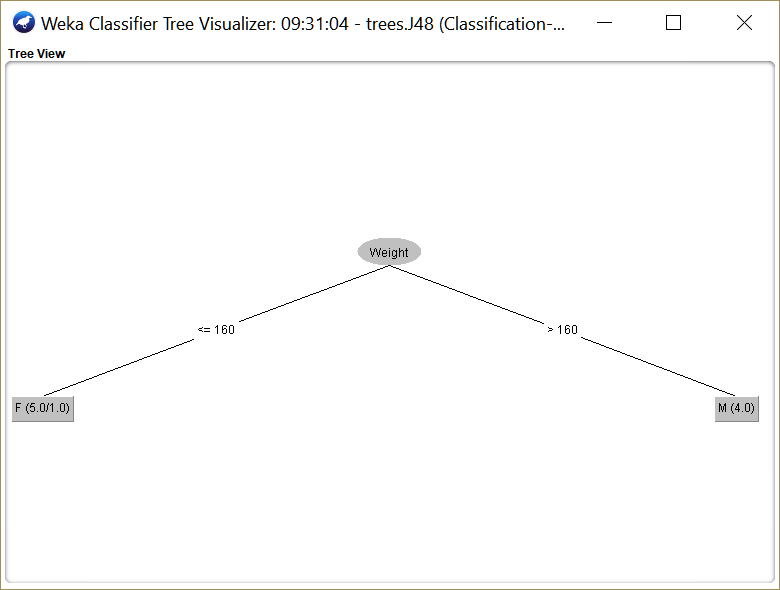 Weka Classifier Tree Visualizer: 09:31:04 - trees.J48 (Classification-...
Tree View
Weight
<= 160
> 160
F (5.0/1.0)
M (4.0)